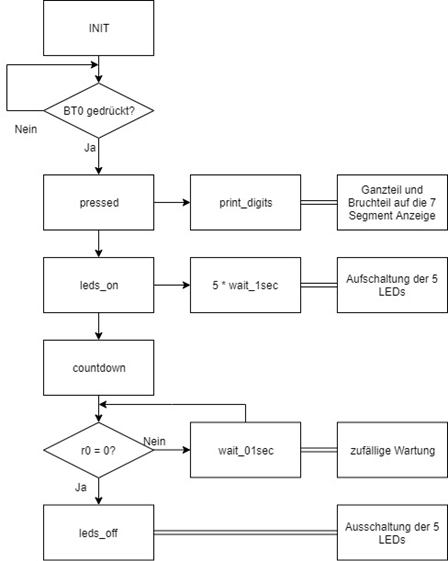 INIT
BT0 gedrückt?
Nein
Ja
pressed
print_digits
Ganzteil und
Bruchteil auf die 7
Segment Anzeige
leds_on
5 * wait_1sec
Aufschaltung der 5
LEDs
countdown
r0 = 0?
Nein
wait_01sec
zufällige Wartung
Ja
leds_off
Ausschaltung der 5
LEDs